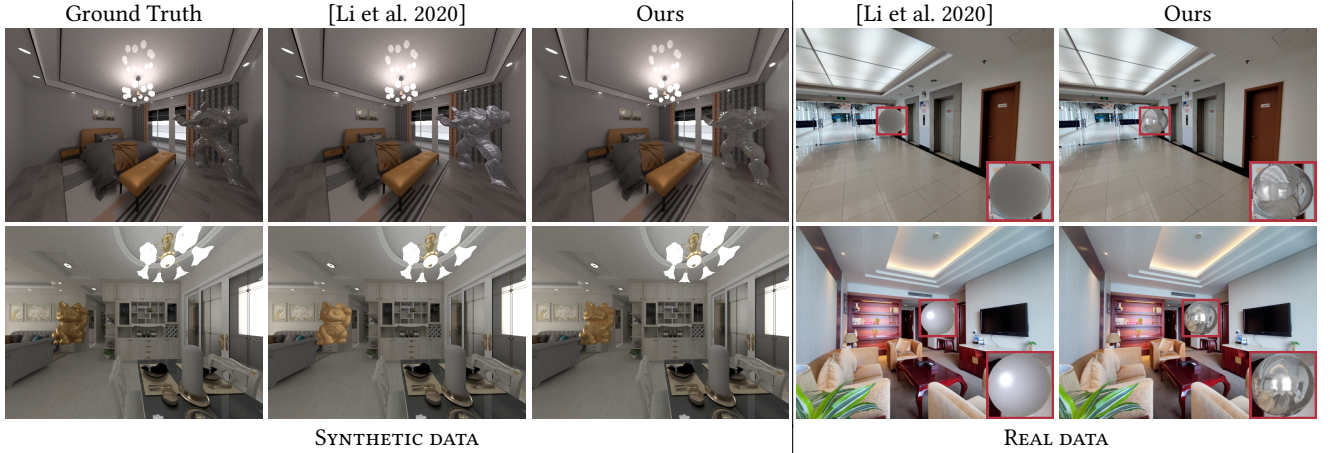 Ground Truth
[Li et al. 2020]
Ours
[Li et al. 2020]
Ours
SYNTHETIC DATA
REAL DATA